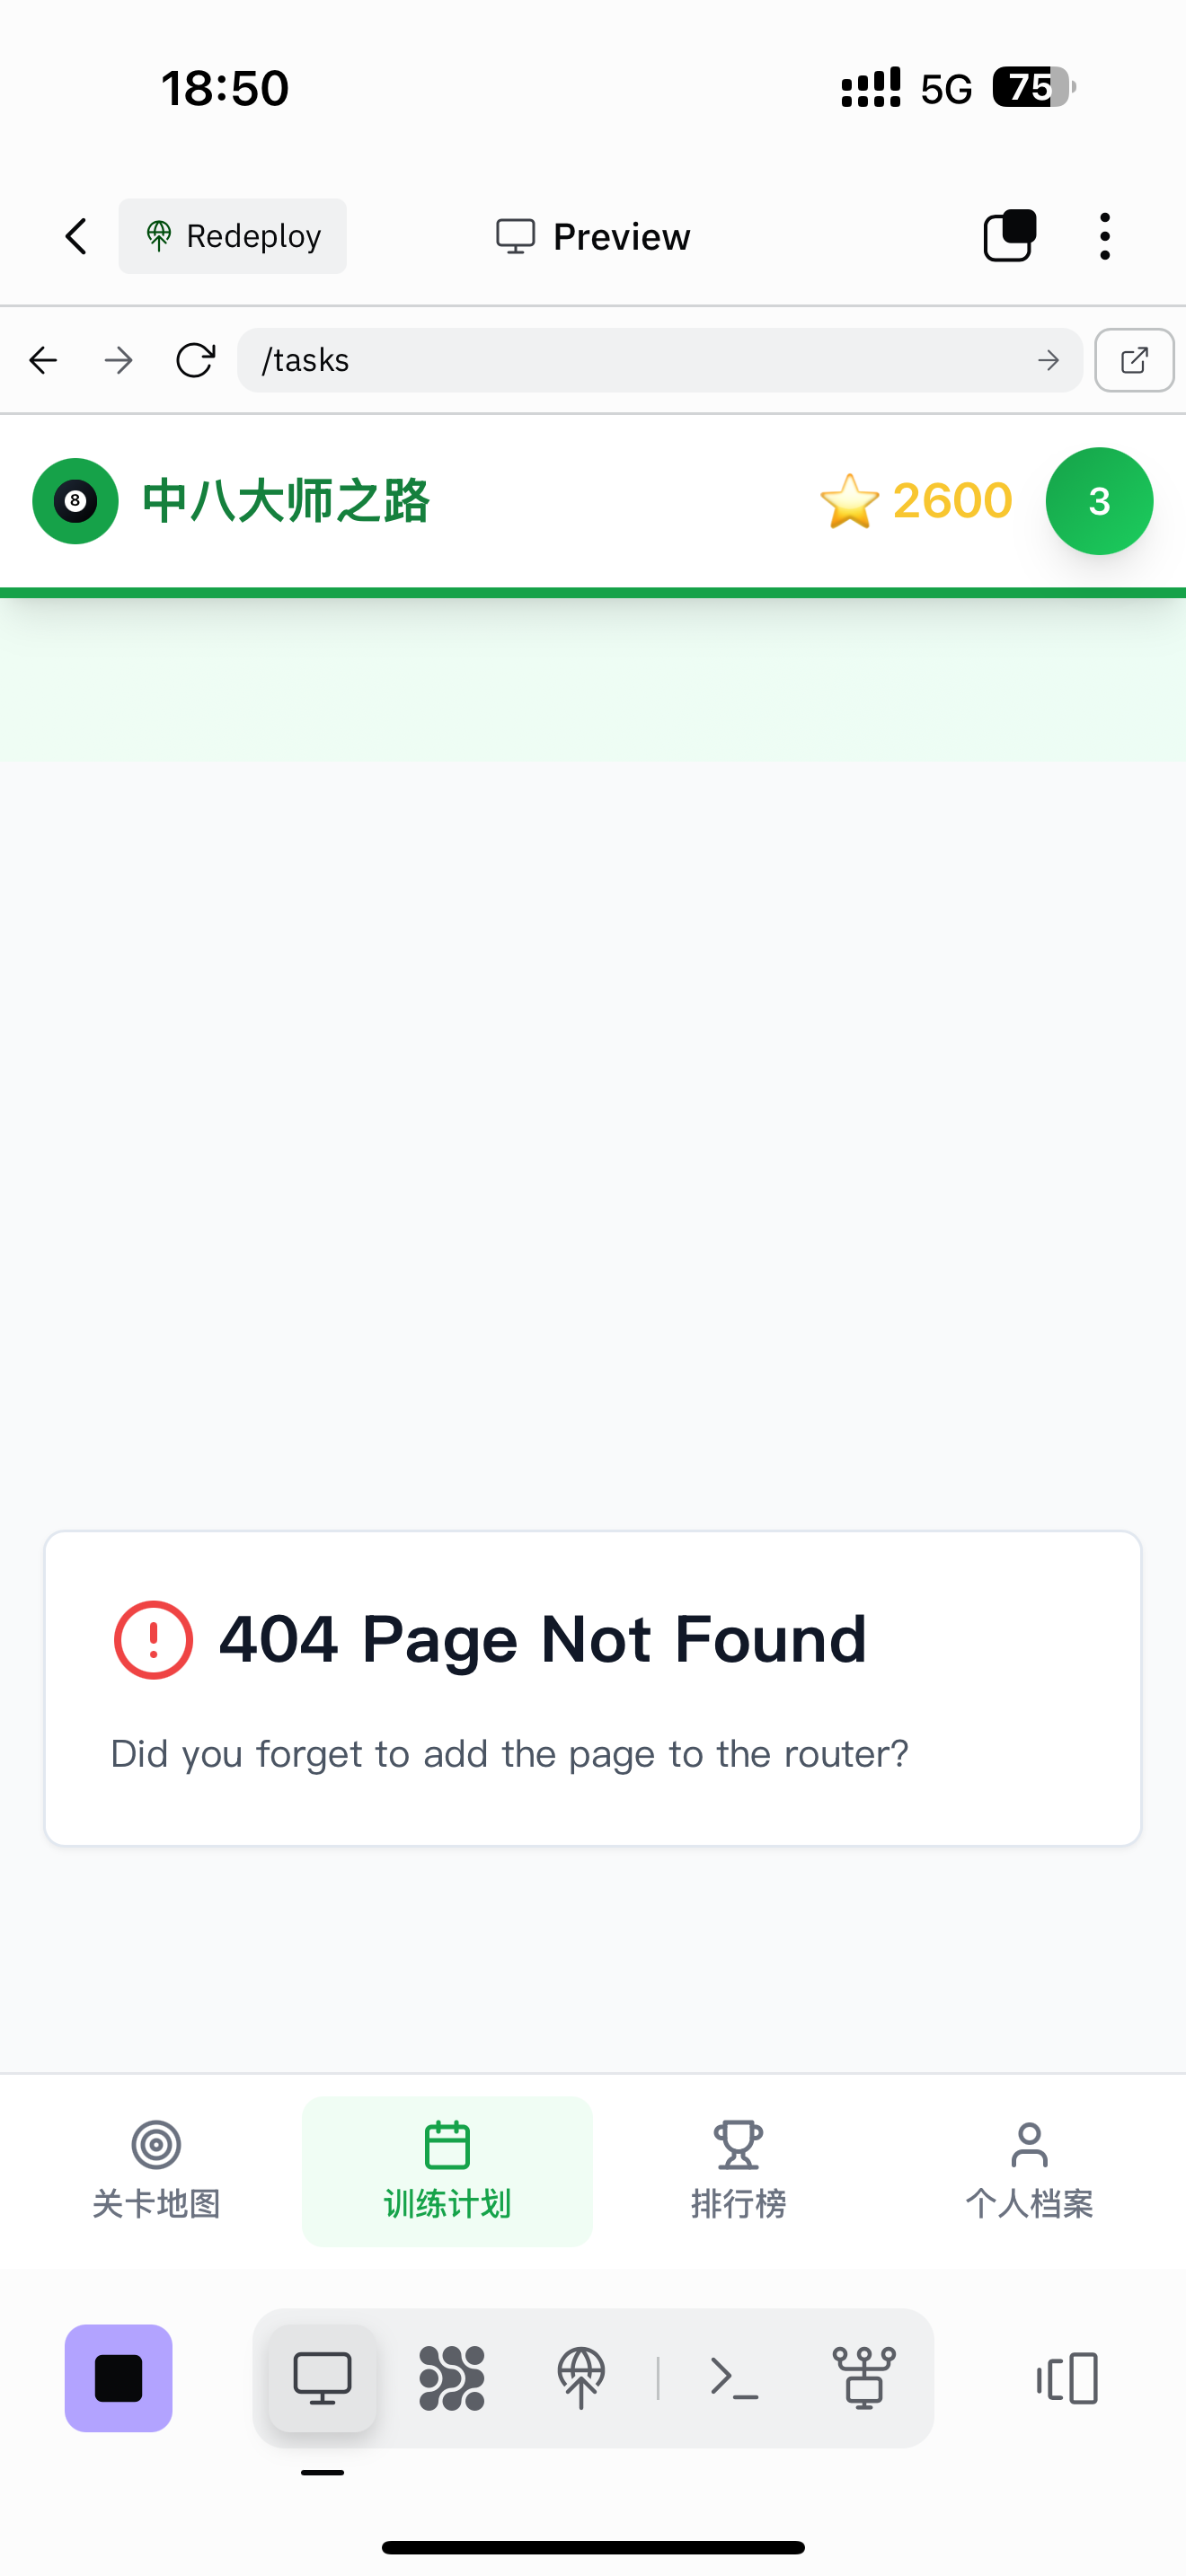 18:50
5G
75
Redeploy
Preview
/tasks
8
中八大师之路
2600
3
404 Page Not Found
Did you forget to add the page to the router?
关卡地图
训练计划
排行榜
个人档案